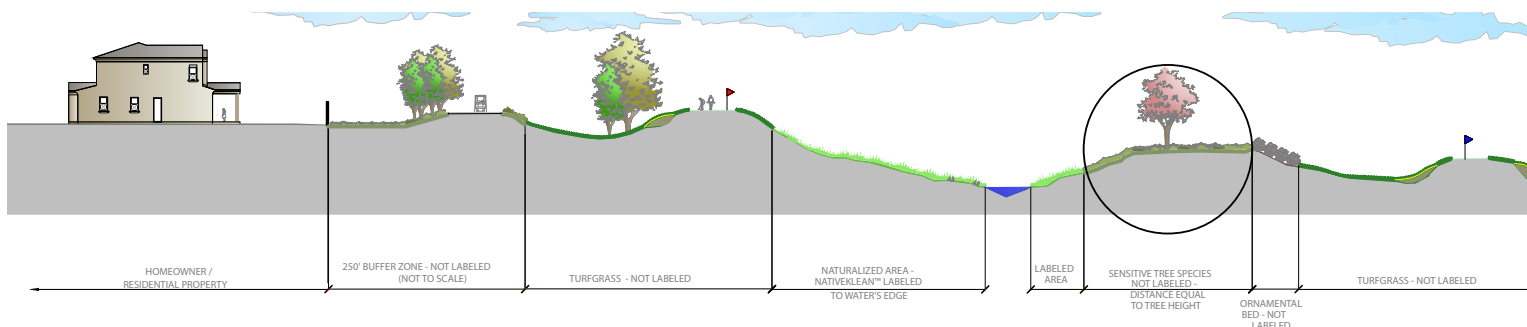 HOMEOWNER /
RESIDENTIAL PROPERTY
250' BUFFER ZONE - NOT LABELED
(NOT TO SCALE)
TURFGRASS - NOT LABELED
NATURALIZED AREA -
NATIVEKLEAN™ LABELED
TO WATER'S EDGE
LABELED
AREA
SENSITIVE TREE SPECIES
NOT LABELED -
DISTANCE EQUAL
TO TREE HEIGHT
ORNAMENTAL
BED - NOT
LABELED
TURFGRASS - NOT LABELED